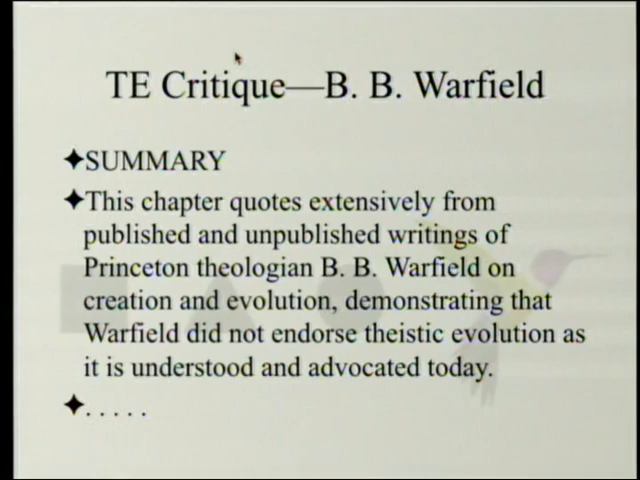 TE Critique—B. B. Warfield
✦SUMMARY
✦This chapter quotes extensively from
published and unpublished writings of
Princeton theologian B. B. Warfield on
creation and evolution, demonstrating that
Warfield did not endorse theistic evolution as
it is understood and advocated today.
✦. . . . .